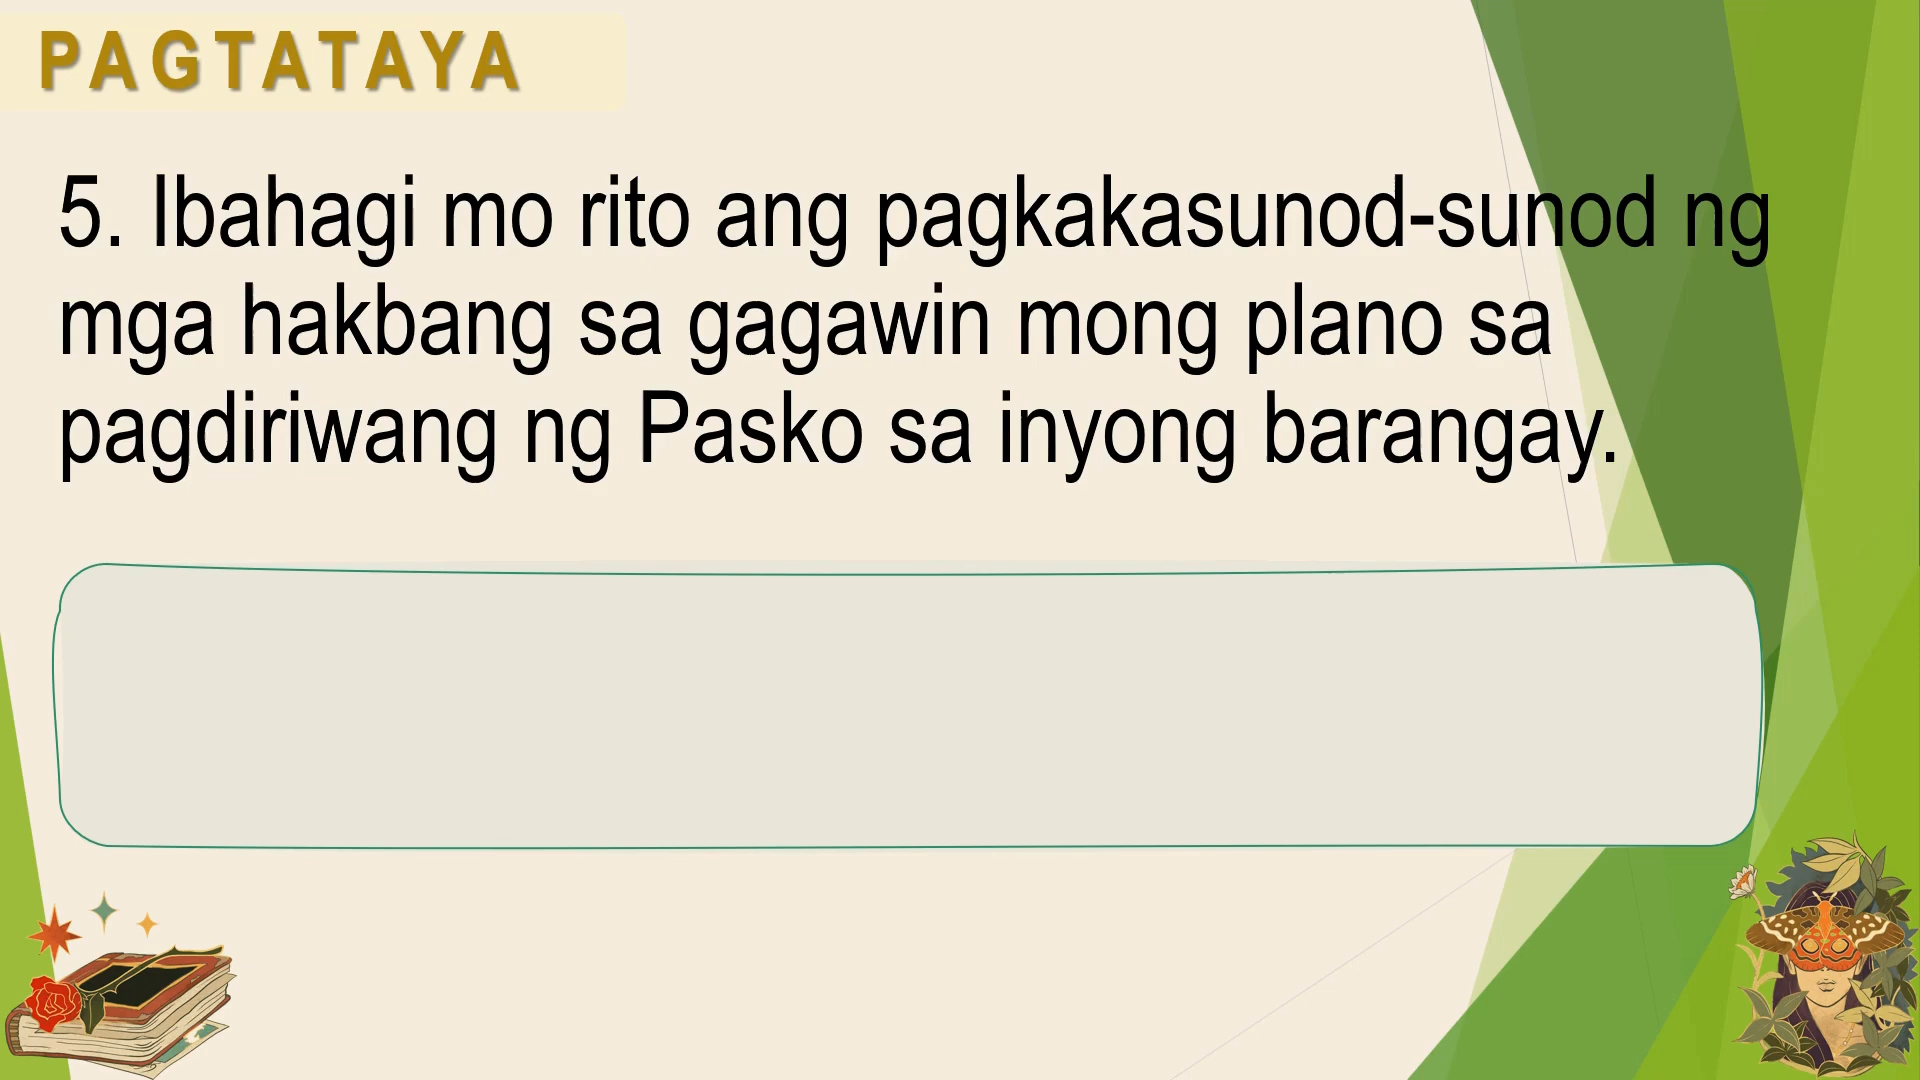 PAGTATAYA
5. Ibahagi mo rito ang pagkakasunod-sunod ng
mga hakbang sa gagawin mong plano sa
pagdiriwang ng Pasko sa inyong barangay.